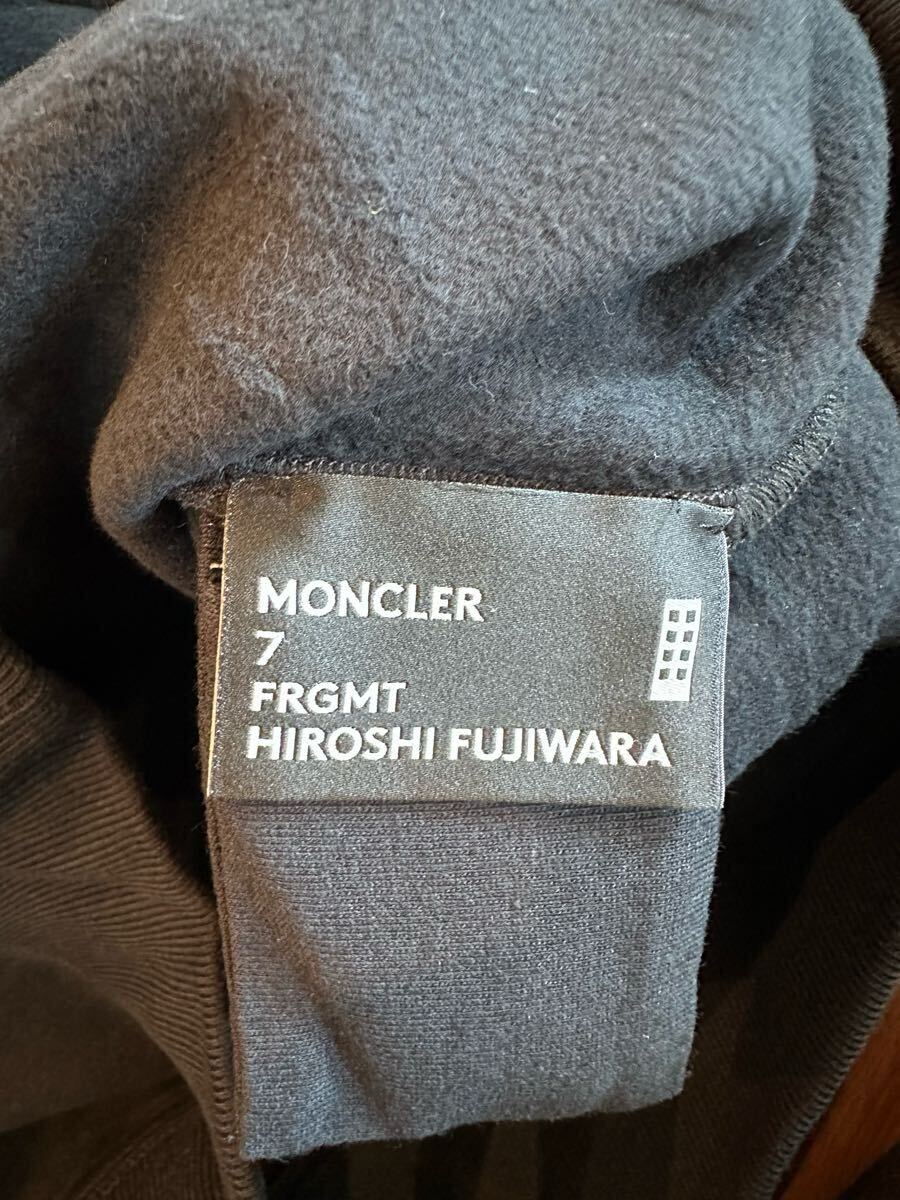 MONCLER
7
FRGMT
HIROSHI FUJIWARA